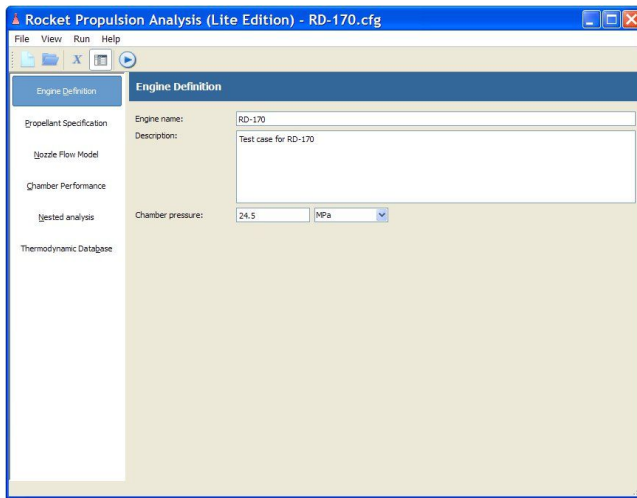 Rocket Propulsion Analysis (Lite Edition) - RD-170.cfg
File View Run Help
X
Engine Definition
Propellant Specification
Nozzle Flow Model
Chamber Performance
Nested analysis
Thermodynamic Database
Engine Definition
Engine name:
RD-170
Description:
Test case for RD-170
Chamber pressure:
24.5
MPa